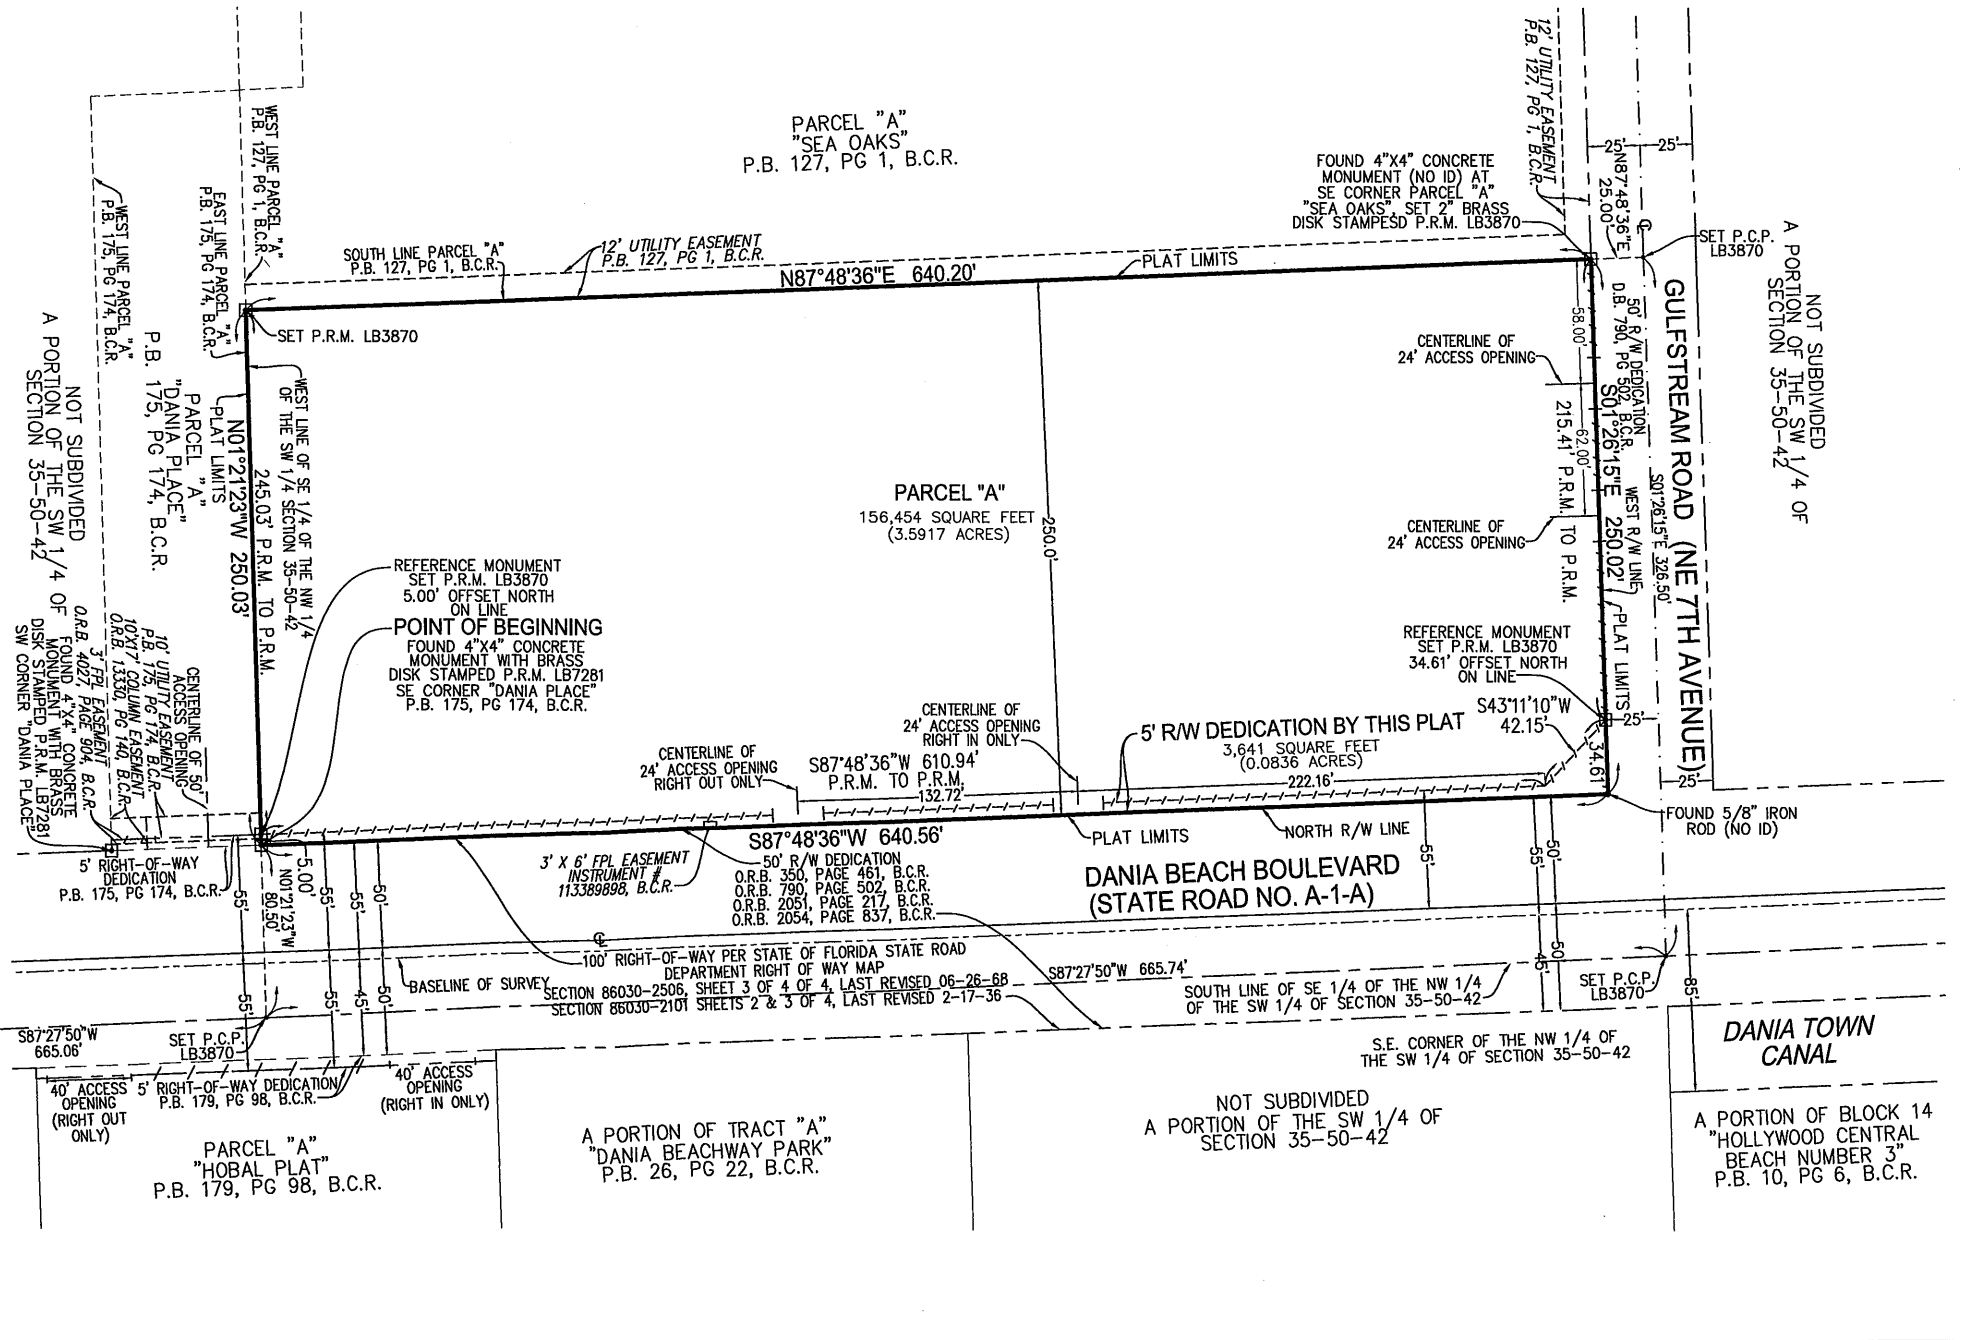 PARCEL "A"
"SEA OAKS"
P.B. 127, PG 1, B.C.R.
12' UTILITY EASEMENT
P.B. 127, PG 1, B.C.R.
25'
25'
N87°48'36"E
25.00'
FOUND 4"X4" CONCRETE
MONUMENT (NO ID) AT
SE CORNER PARCEL "A"
"SEA OAKS", SET 2" BRASS
DISK STAMPESD P.R.M. LB3870
SET P.C.P.
LB3870
NOT SUBDIVIDED
A PORTION OF THE SW 1/4 OF
SECTION 35-50-42
WEST LINE PARCEL "A"
P.B. 127, PG 1, B.C.R.
EAST LINE PARCEL "A"
P.B. 175, PG 174, B.C.R.
WEST LINE PARCEL "A"
P.B. 175, PG 174, B.C.R.
SOUTH LINE PARCEL "A"
P.B. 127, PG 1, B.C.R.
12' UTILITY EASEMENT
P.B. 127, PG 1, B.C.R.
N87°48'36"E 640.20'
PLAT LIMITS
SET P.R.M. LB3870
NOT SUBDIVIDED
A PORTION OF THE SW 1/4 OF
SECTION 35-50-42
PARCEL "A"
"DANIA PLACE"
P.B. 175, PG 174, B.C.R.
PLAT LIMITS
N01°21'23"W 250.03'
245.03' P.R.M. TO P.R.M.
WEST LINE OF SE 1/4 OF THE NW 1/4
OF THE SW 1/4 SECTION 35-50-42
PARCEL "A"
156,454 SQUARE FEET
(3.5917 ACRES)
250.0'
CENTERLINE OF
24' ACCESS OPENING
CENTERLINE OF
24' ACCESS OPENING
58.00'
62.00'
215.41' P.R.M. TO P.R.M.
S01°26'15"E 250.02'
50' R/W DEDICATION
D.B. 790, PG 502, B.C.R.
WEST R/W LINE
PLAT LIMITS
S01°26'15"E 326.50'
GULFSTREAM ROAD (NE 7TH AVENUE)
REFERENCE MONUMENT
SET P.R.M. LB3870
5.00' OFFSET NORTH
ON LINE
POINT OF BEGINNING
FOUND 4"X4" CONCRETE
MONUMENT WITH BRASS
DISK STAMPED P.R.M. LB7281
SE CORNER "DANIA PLACE"
P.B. 175, PG 174, B.C.R.
REFERENCE MONUMENT
SET P.R.M. LB3870
34.61' OFFSET NORTH
ON LINE
S43°11'10"W
42.15'
25'
34.61'
25'
CENTERLINE OF 50'
ACCESS OPENING
10' UTILITY EASEMENT
P.B. 175, PG 174, B.C.R.
10'X17' COLUMN EASEMENT
O.R.B. 13330, PG 140, B.C.R.
3' FPL EASEMENT
O.R.B. 4027, PAGE 904, B.C.R.
FOUND 4"X4" CONCRETE
MONUMENT WITH BRASS
DISK STAMPED P.R.M. LB7281
SW CORNER "DANIA PLACE"
CENTERLINE OF
24' ACCESS OPENING
RIGHT OUT ONLY
CENTERLINE OF
24' ACCESS OPENING
RIGHT IN ONLY
S87°48'36"W 610.94'
P.R.M. TO P.R.M.
132.72'
5' R/W DEDICATION BY THIS PLAT
3,641 SQUARE FEET
(0.0836 ACRES)
222.16'
S87°48'36"W 640.56'
PLAT LIMITS
NORTH R/W LINE
FOUND 5/8" IRON
ROD (NO ID)
5' RIGHT-OF-WAY
DEDICATION
P.B. 175, PG 174, B.C.R.
5.00'
N01°21'23"W
80.50'
55'
55'
45'
50'
55'
55'
45'
50'
3' X 6' FPL EASEMENT
INSTRUMENT #
113389898, B.C.R.
50' R/W DEDICATION
O.R.B. 350, PAGE 461, B.C.R.
O.R.B. 790, PAGE 502, B.C.R.
O.R.B. 2051, PAGE 217, B.C.R.
O.R.B. 2054, PAGE 837, B.C.R.
DANIA BEACH BOULEVARD
(STATE ROAD NO. A-1-A)
55'
55'
50'
45'
50'
100' RIGHT-OF-WAY PER STATE OF FLORIDA STATE ROAD
DEPARTMENT RIGHT OF WAY MAP
SECTION 86030-2506, SHEET 3 OF 4 OF 4, LAST REVISED 06-26-68
SECTION 86030-2101 SHEETS 2 & 3 OF 4, LAST REVISED 2-17-36
BASELINE OF SURVEY
S87°27'50"W 665.74'
SOUTH LINE OF SE 1/4 OF THE NW 1/4
OF THE SW 1/4 OF SECTION 35-50-42
SET P.C.P.
LB3870
85'
S87°27'50"W
665.06'
SET P.C.P.
LB3870
S.E. CORNER OF THE NW 1/4 OF
THE SW 1/4 OF SECTION 35-50-42
DANIA TOWN
CANAL
40' ACCESS
OPENING
(RIGHT OUT
ONLY)
5' RIGHT-OF-WAY DEDICATION
P.B. 179, PG 98, B.C.R.
40' ACCESS
OPENING
(RIGHT IN ONLY)
PARCEL "A"
"HOBAL PLAT"
P.B. 179, PG 98, B.C.R.
A PORTION OF TRACT "A"
"DANIA BEACHWAY PARK"
P.B. 26, PG 22, B.C.R.
NOT SUBDIVIDED
A PORTION OF THE SW 1/4 OF
SECTION 35-50-42
A PORTION OF BLOCK 14
"HOLLYWOOD CENTRAL
BEACH NUMBER 3"
P.B. 10, PG 6, B.C.R.